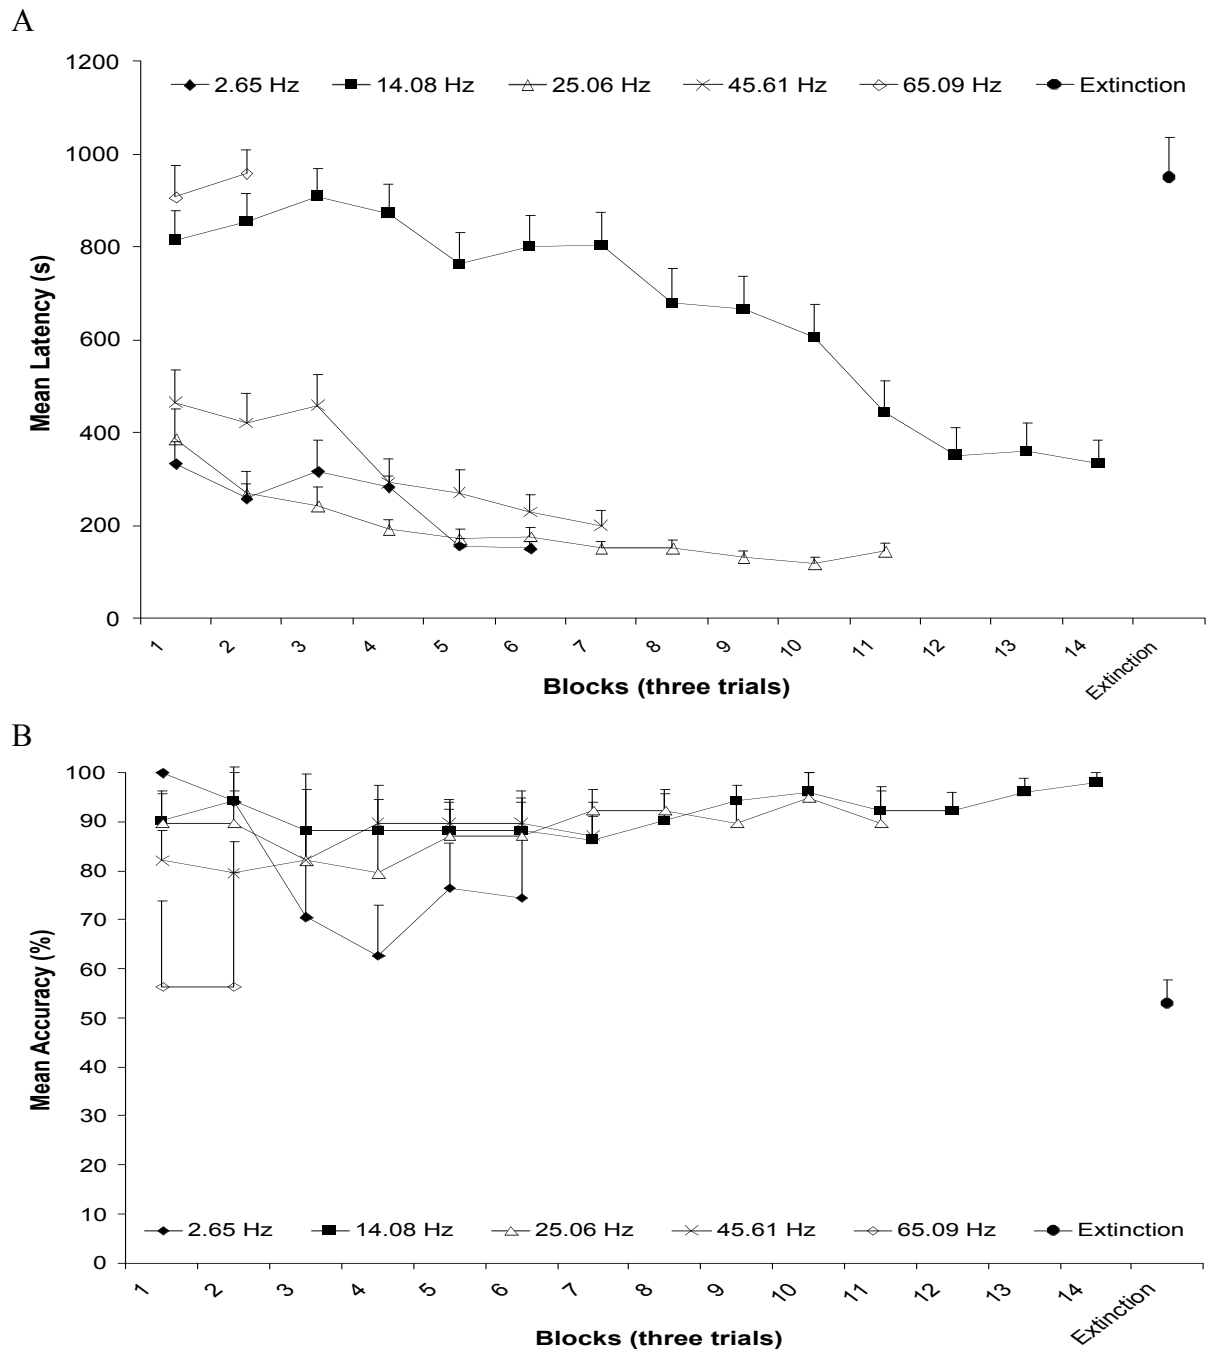 A
1200
1000
800
600
400
200
0
Mean Latency (s)
2.65 Hz 14.08 Hz 25.06 Hz 45.61 Hz 65.09 Hz Extinction
1 2 3 4 5 6 7 8 9 10 11 12 13 14 Extinction
Blocks (three trials)
B
100
90
80
70
60
50
40
30
20
10
0
Mean Accuracy (%)
2.65 Hz 14.08 Hz 25.06 Hz 45.61 Hz 65.09 Hz Extinction
1 2 3 4 5 6 7 8 9 10 11 12 13 14 Extinction
Blocks (three trials)